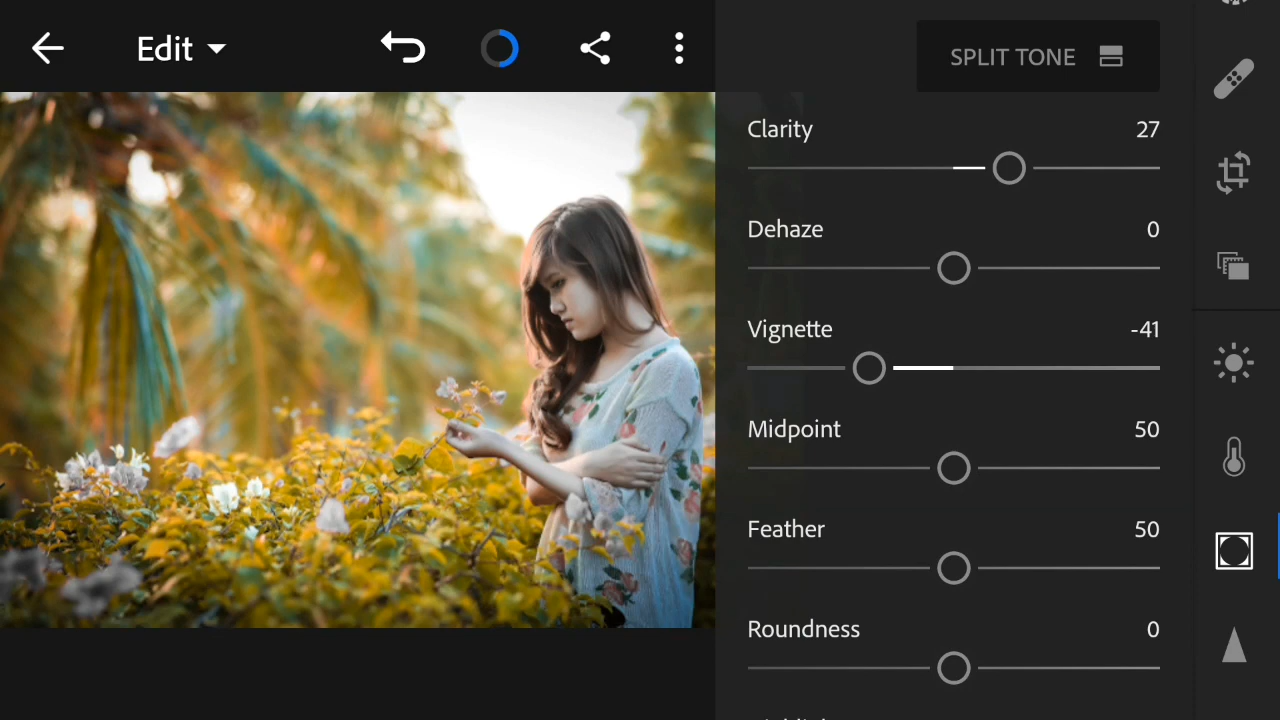 Edit
SPLIT TONE
Clarity 27
Dehaze 0
Vignette -41
Midpoint 50
Feather 50
Roundness 0